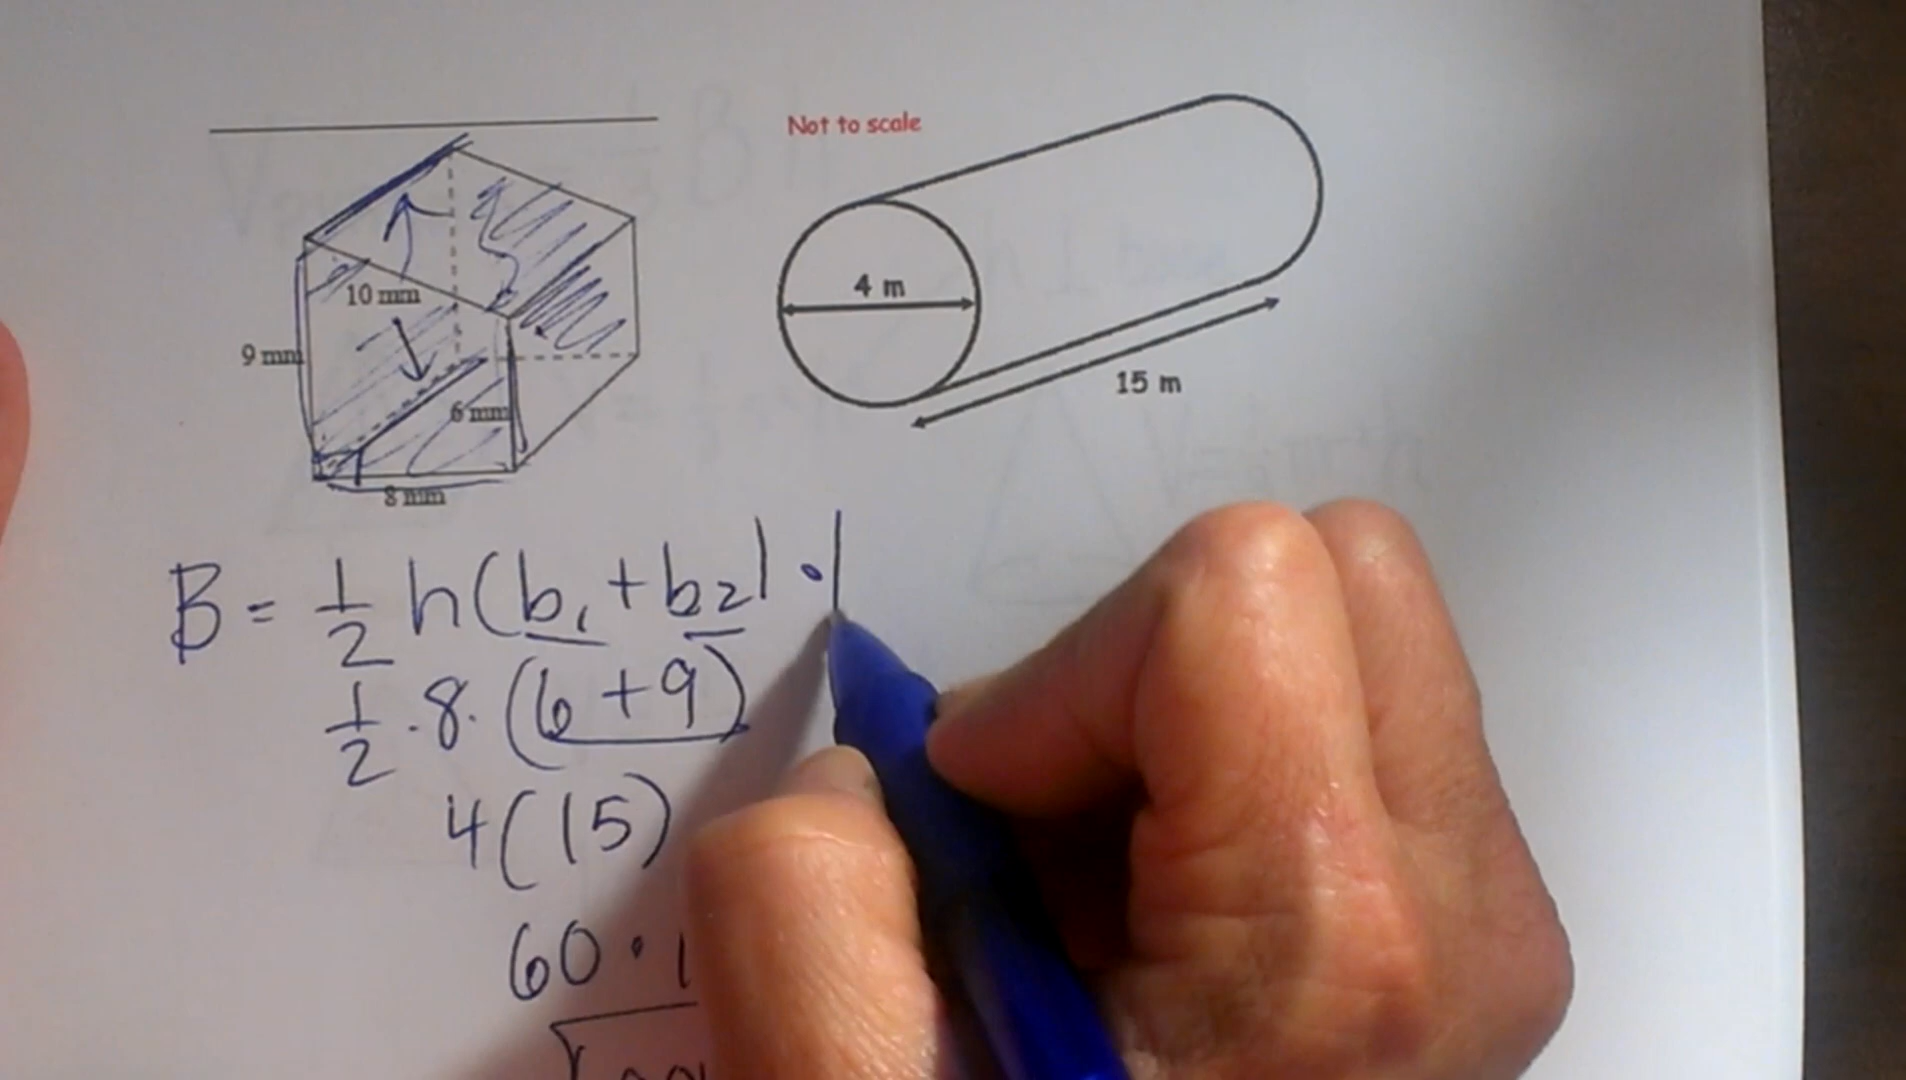 Not to scale
10 mm
9 mm
6 mm
8 mm
4 m
15 m
B = 1/2 h(b₁ + b₂) ·
1/2 · 8 · (6 + 9)
4(15)
60 · 1